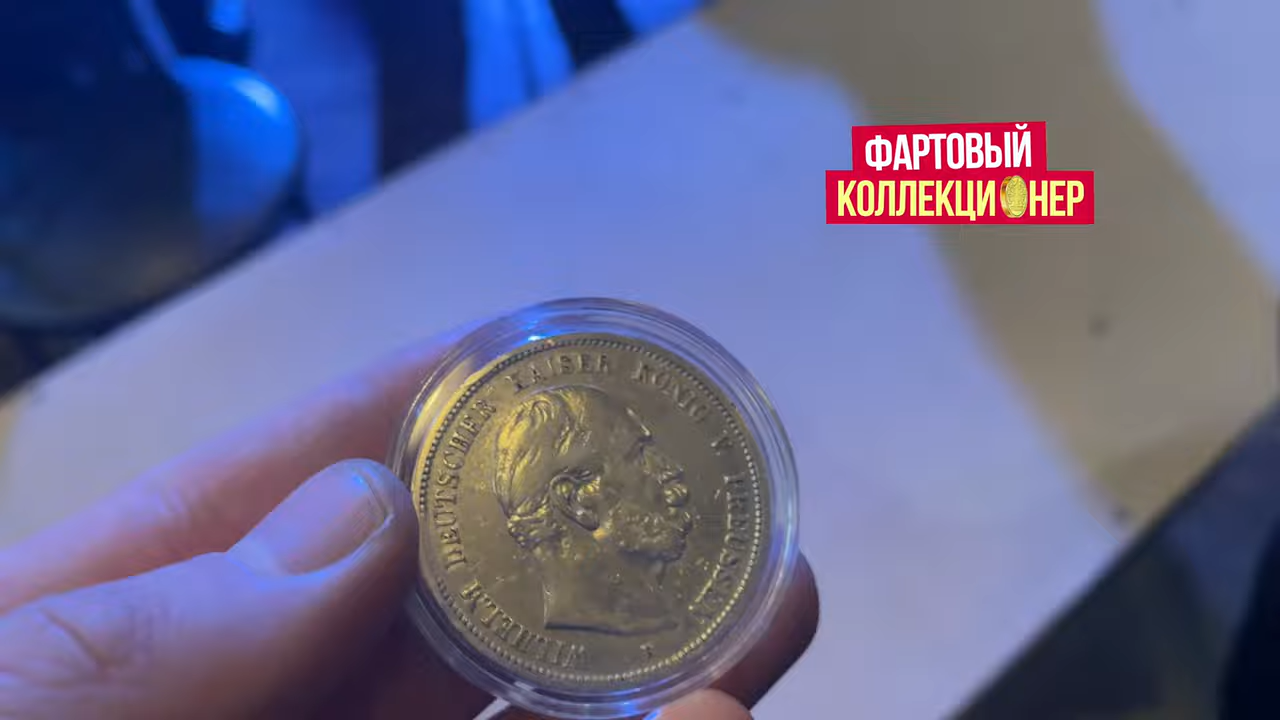 ФАРТОВЫЙ
КОЛЛЕКЦИОНЕР
WILHELM DEUTSCHER KAISER KÖNIG V. PREUSSEN